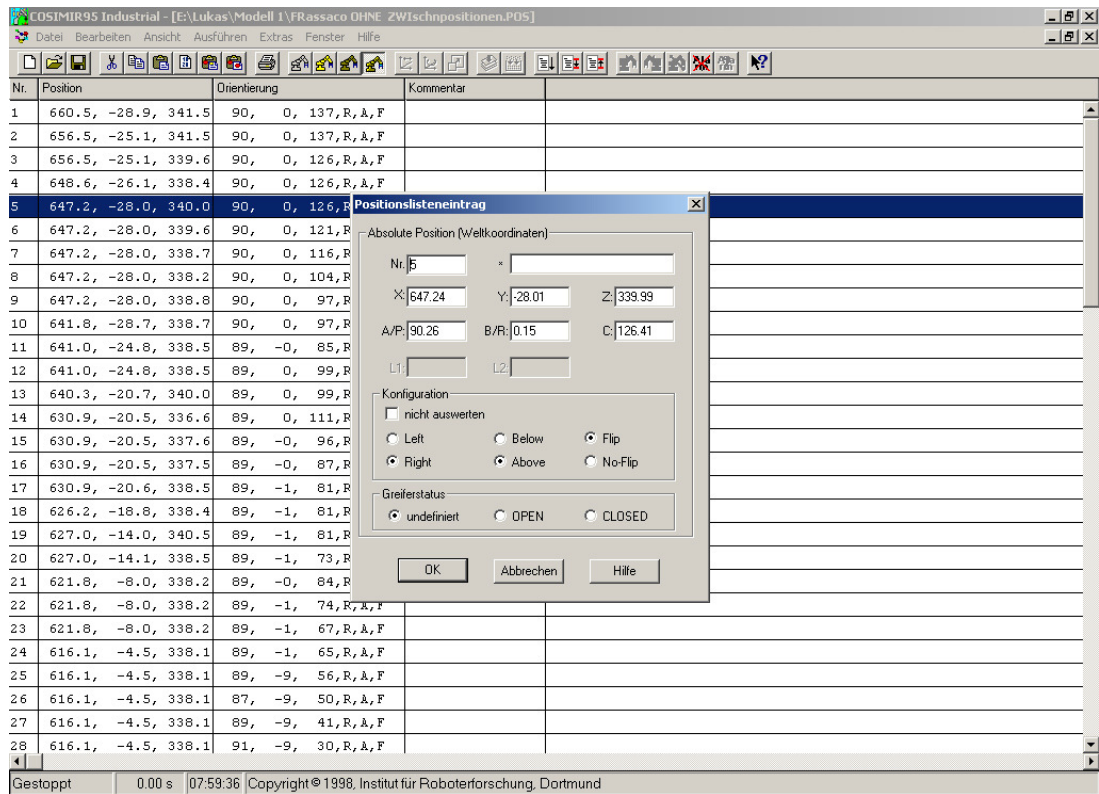 COSIMIR95 Industrial - [E:\Lukas\Modell 1\FRassaco OHNE ZWIschnpositionen.POS]
Datei Bearbeiten Ansicht Ausführen Extras Fenster Hilfe
Nr. Position Orientierung Kommentar
1 660.5, -28.9, 341.5 90, 0, 137,R,A,F
2 656.5, -25.1, 341.5 90, 0, 137,R,A,F
3 656.5, -25.1, 339.6 90, 0, 126,R,A,F
4 648.6, -26.1, 338.4 90, 0, 126,R,A,F
5 647.2, -28.0, 340.0 90, 0, 126,R
6 647.2, -28.0, 339.6 90, 0, 121,R
7 647.2, -28.0, 338.7 90, 0, 116,R
8 647.2, -28.0, 338.2 90, 0, 104,R
9 647.2, -28.0, 338.8 90, 0, 97,R
10 641.8, -28.7, 338.7 90, 0, 97,R
11 641.0, -24.8, 338.5 89, -0, 85,R
12 641.0, -24.8, 338.5 89, 0, 99,R
13 640.3, -20.7, 340.0 89, 0, 99,R
14 630.9, -20.5, 336.6 89, 0, 111,R
15 630.9, -20.5, 337.6 89, -0, 96,R
16 630.9, -20.5, 337.5 89, -0, 87,R
17 630.9, -20.6, 338.5 89, -1, 81,R
18 626.2, -18.8, 338.4 89, -1, 81,R
19 627.0, -14.0, 340.5 89, -1, 81,R
20 627.0, -14.1, 338.5 89, -1, 73,R
21 621.8, -8.0, 338.2 89, -0, 84,R
22 621.8, -8.0, 338.2 89, -1, 74,R,A,F
23 621.8, -8.0, 338.2 89, -1, 67,R,A,F
24 616.1, -4.5, 338.1 89, -1, 65,R,A,F
25 616.1, -4.5, 338.1 89, -9, 56,R,A,F
26 616.1, -4.5, 338.1 87, -9, 50,R,A,F
27 616.1, -4.5, 338.1 89, -9, 41,R,A,F
28 616.1, -4.5, 338.1 91, -9, 30,R,A,F
Positionslisteneintrag
Absolute Position (Weltkoordinaten)
Nr. 5 *
X: 647.24 Y: -28.01 Z: 339.99
A/P: 90.26 B/R: 0.15 C: 126.41
L1: L2:
Konfiguration
nicht auswerten
Left Below Flip
Right Above No-Flip
Greiferstatus
undefiniert OPEN CLOSED
OK Abbrechen Hilfe
Gestoppt 0.00 s 07:59:36 Copyright © 1998, Institut für Roboterforschung, Dortmund